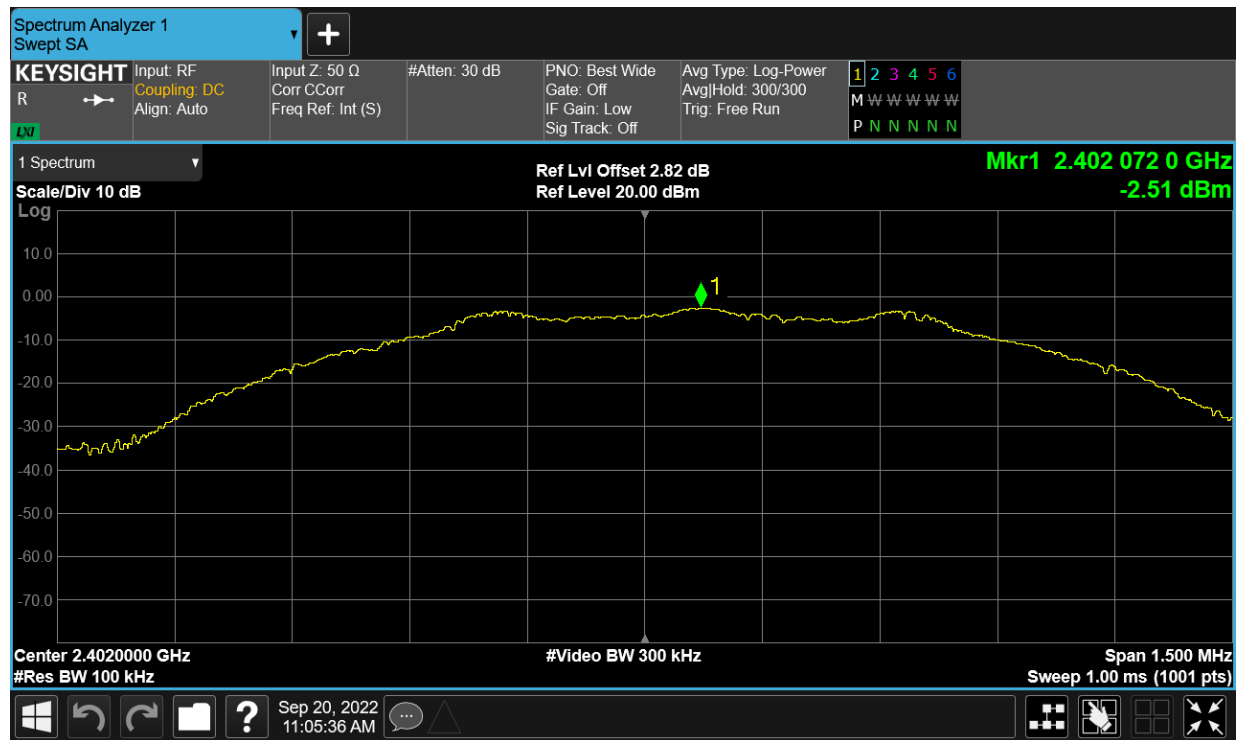 Spectrum Analyzer 1
Swept SA
+
KEYSIGHT
R
LXI
Input: RF
Coupling: DC
Align: Auto
Input Z: 50 Ω
Corr CCorr
Freq Ref: Int (S)
#Atten: 30 dB
PNO: Best Wide
Gate: Off
IF Gain: Low
Sig Track: Off
Avg Type: Log-Power
Avg|Hold: 300/300
Trig: Free Run
1 2 3 4 5 6
M W W W W W
P N N N N N N
1 Spectrum
Scale/Div 10 dB
Log
Ref Lvl Offset 2.82 dB
Ref Level 20.00 dBm
Mkr1 2.402 072 0 GHz
-2.51 dBm
10.0
0.00
-10.0
-20.0
-30.0
-40.0
-50.0
-60.0
-70.0
1
Center 2.4020000 GHz
#Res BW 100 kHz
#Video BW 300 kHz
Span 1.500 MHz
Sweep 1.00 ms (1001 pts)
?
Sep 20, 2022
11:05:36 AM